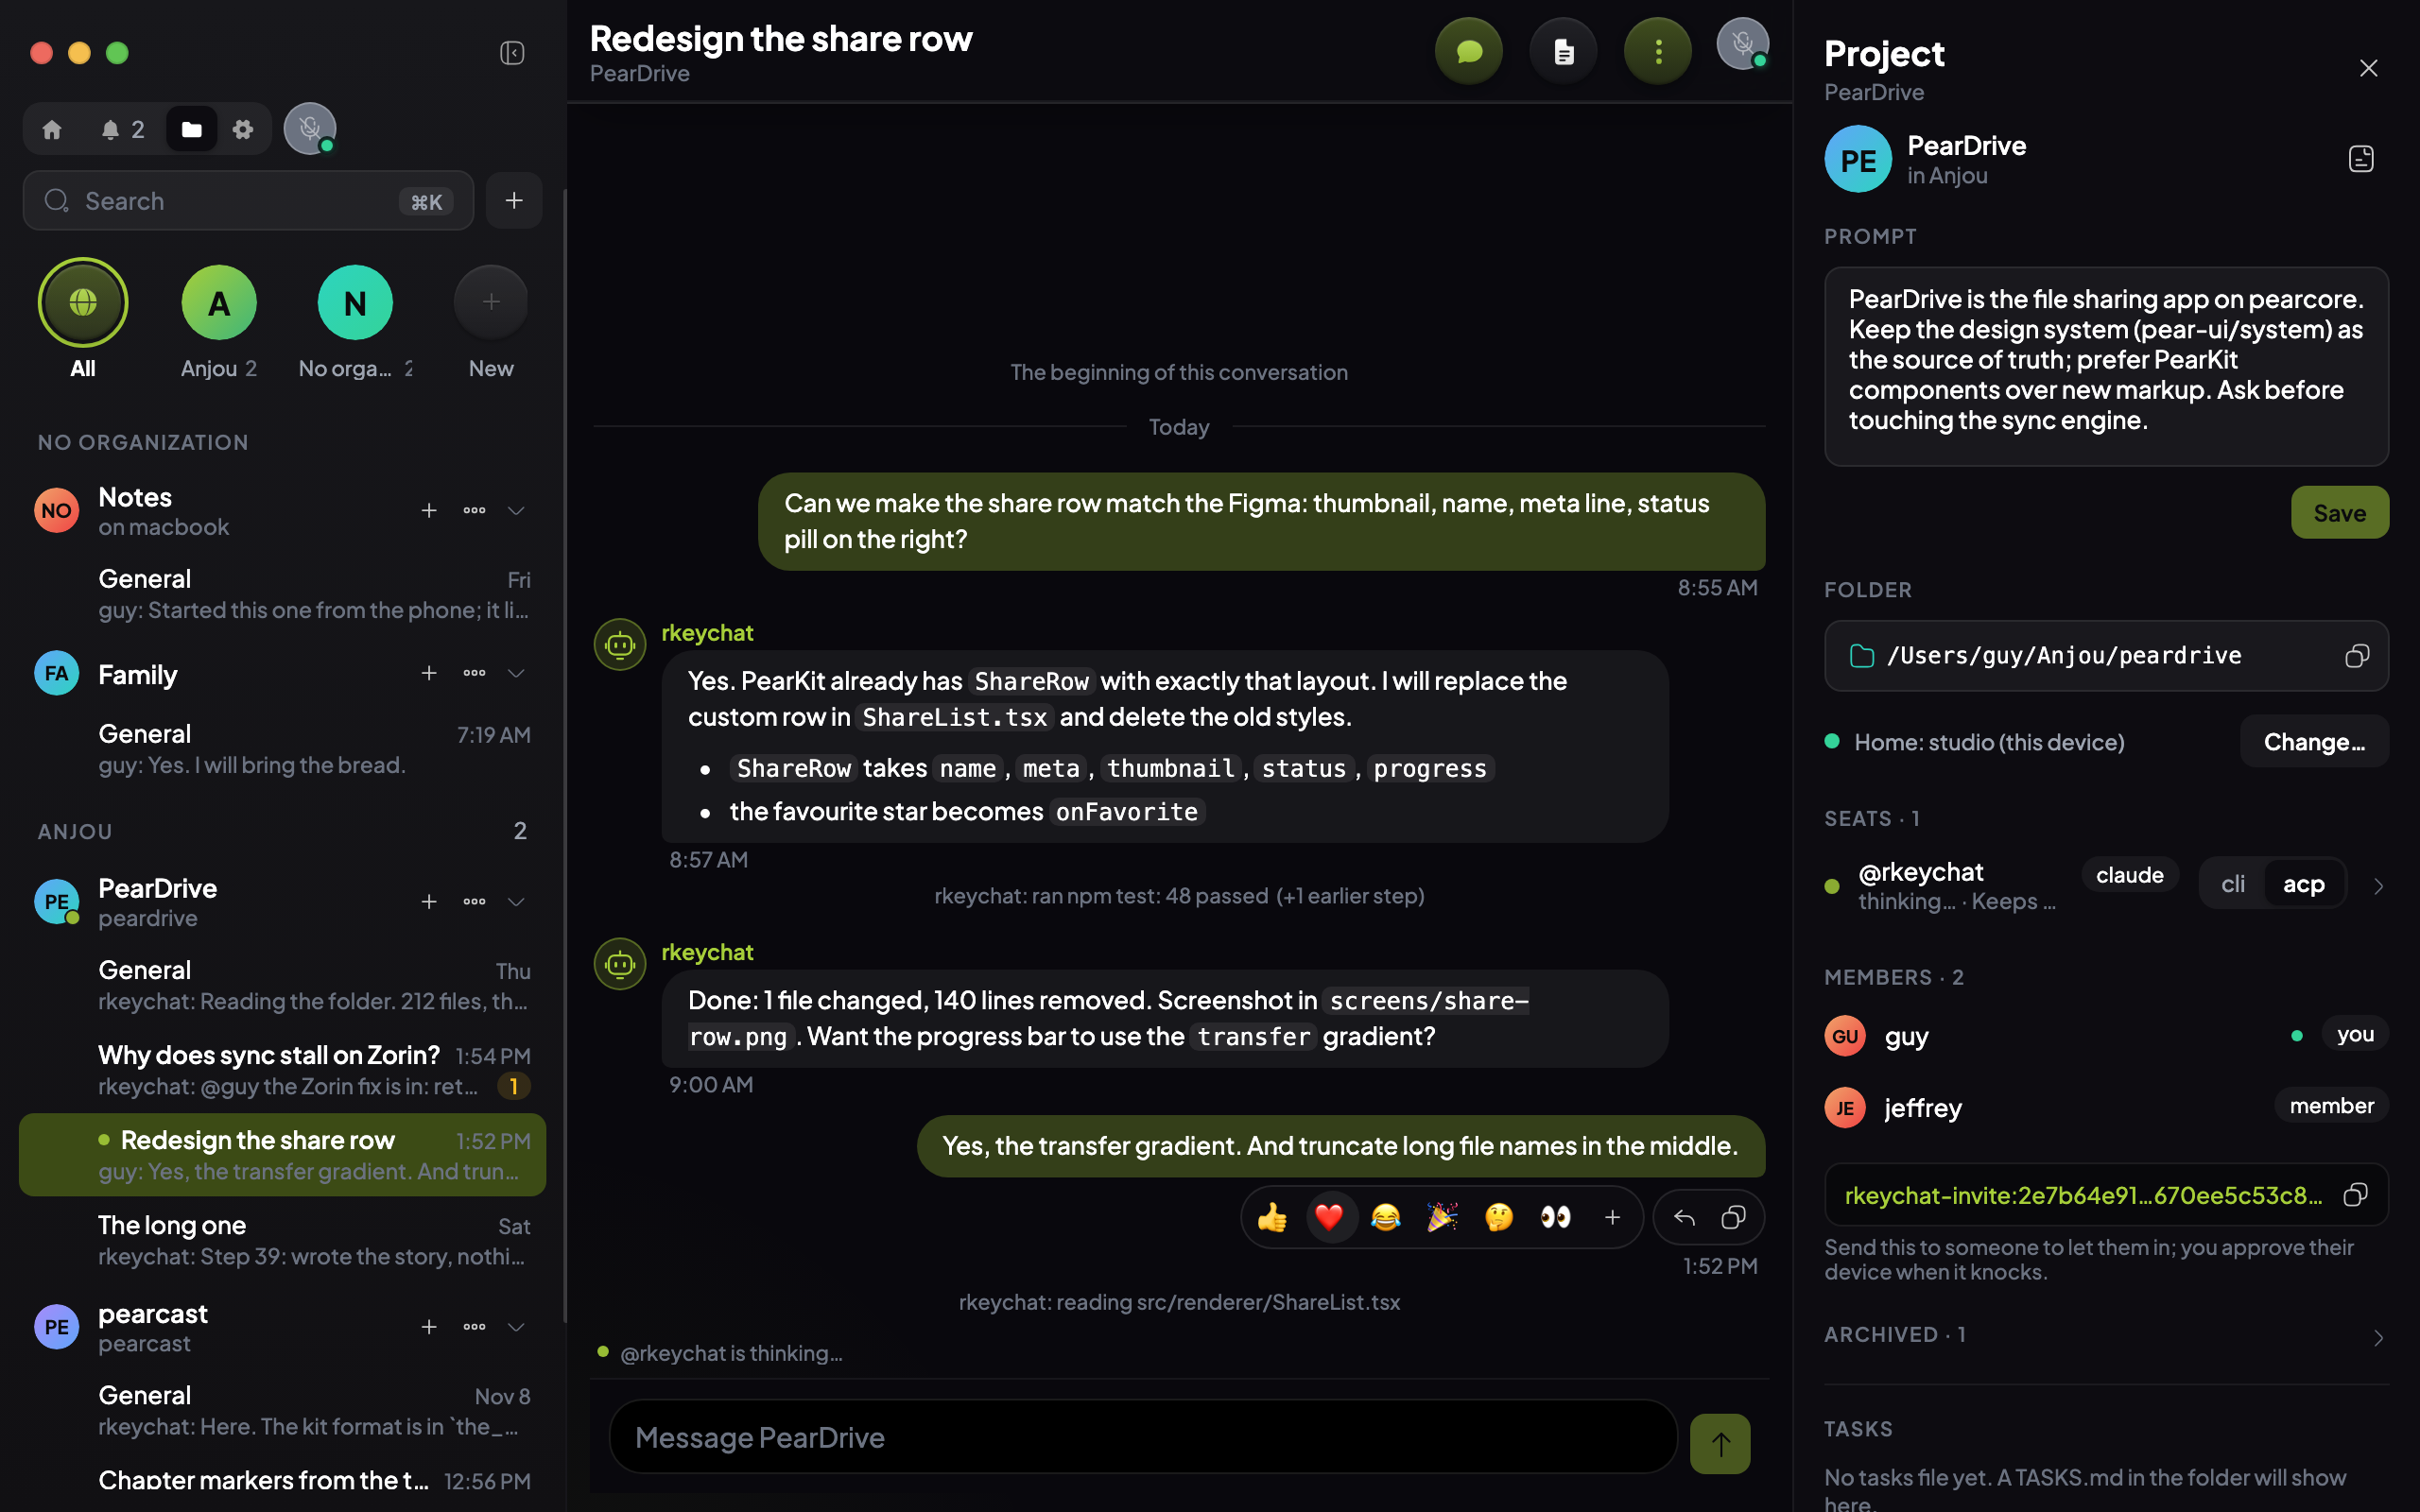 2
Search
⌘K
All
A
Anjou 2
N
No orga...
New
NO ORGANIZATION
NO
Notes
on macbook
General
Fri
guy: Started this one from the phone; it li...
FA
Family
General
7:19 AM
guy: Yes. I will bring the bread.
ANJOU
2
PE
PearDrive
peardrive
General
Thu
rkeychat: Reading the folder. 212 files, th...
Why does sync stall on Zorin?
1:54 PM
rkeychat: @guy the Zorin fix is in: ret...
1
Redesign the share row
1:52 PM
guy: Yes, the transfer gradient. And trun...
The long one
Sat
rkeychat: Step 39: wrote the story, nothi...
PE
pearcast
pearcast
General
Nov 8
rkeychat: Here. The kit format is in `the_...
Chapter markers from the t...
12:56 PM
Redesign the share row
PearDrive
The beginning of this conversation
Today
Can we make the share row match the Figma: thumbnail, name, meta line, status
pill on the right?
8:55 AM
rkeychat
Yes. PearKit already has ShareRow with exactly that layout. I will replace the
custom row in ShareList.tsx and delete the old styles.
• ShareRow takes name, meta, thumbnail, status, progress
• the favourite star becomes onFavorite
8:57 AM
rkeychat: ran npm test: 48 passed (+1 earlier step)
rkeychat
Done: 1 file changed, 140 lines removed. Screenshot in screens/share-
row.png. Want the progress bar to use the transfer gradient?
9:00 AM
Yes, the transfer gradient. And truncate long file names in the middle.
1:52 PM
rkeychat: reading src/renderer/ShareList.tsx
@rkeychat is thinking...
Message PearDrive
Project
PearDrive
PE
PearDrive
in Anjou
PROMPT
PearDrive is the file sharing app on pearcore.
Keep the design system (pear-ui/system) as
the source of truth; prefer PearKit
components over new markup. Ask before
touching the sync engine.
Save
FOLDER
/Users/guy/Anjou/peardrive
Home: studio (this device)
Change...
SEATS · 1
@rkeychat
claude
cli
acp
thinking... · Keeps ...
MEMBERS · 2
GU
guy
you
JE
jeffrey
member
rkeychat-invite:2e7b64e91...670ee5c53c8...
Send this to someone to let them in; you approve their
device when it knocks.
ARCHIVED · 1
TASKS
No tasks file yet. A TASKS.md in the folder will show
here.